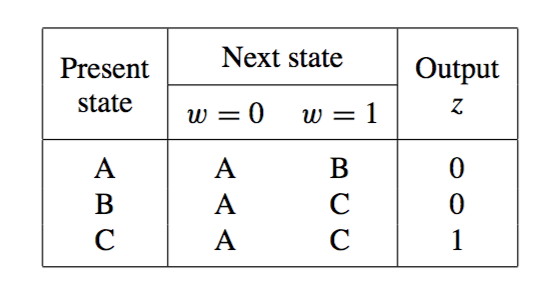 Present state Next state Output z
w = 0 w = 1
A A B 0
B A C 0
C A C 1